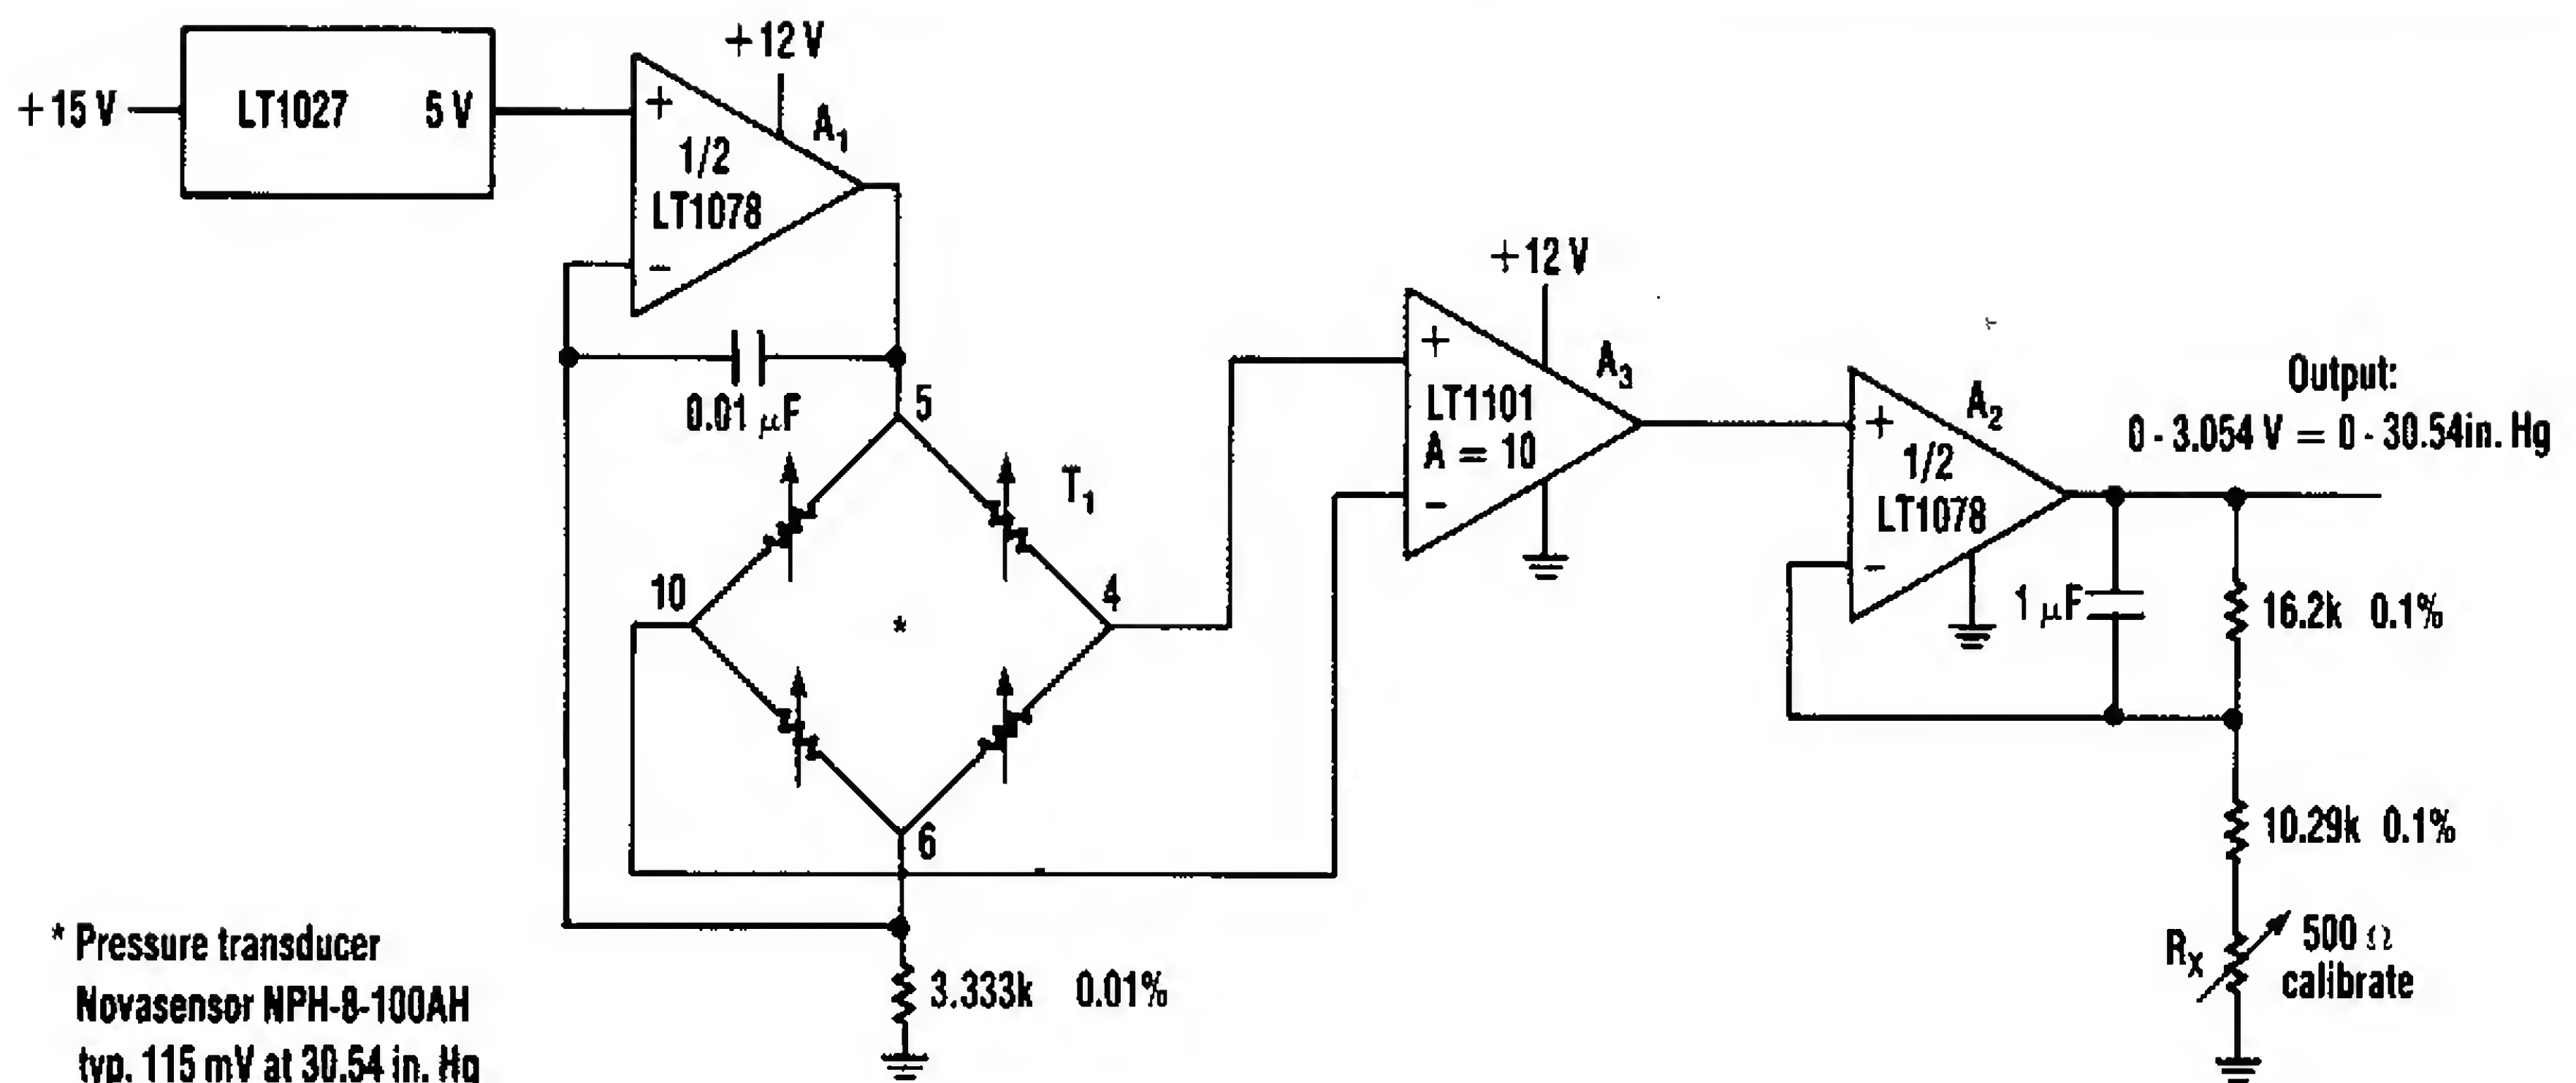 +12 V
+15 V
LT1027 5 V
+
A1
1/2
LT1078
−
0.01 μF
5
T1
10
4
*
6
3.333k 0.01%
+12 V
+
A3
LT1101
A = 10
−
A2
+
1/2
LT1078
−
Output:
0 - 3.054 V = 0 - 30.54in. Hg
1 μF
16.2k 0.1%
10.29k 0.1%
RX
500 Ω
calibrate
* Pressure transducer
Novasensor NPH-8-100AH
typ. 115 mV at 30.54 in. Hg